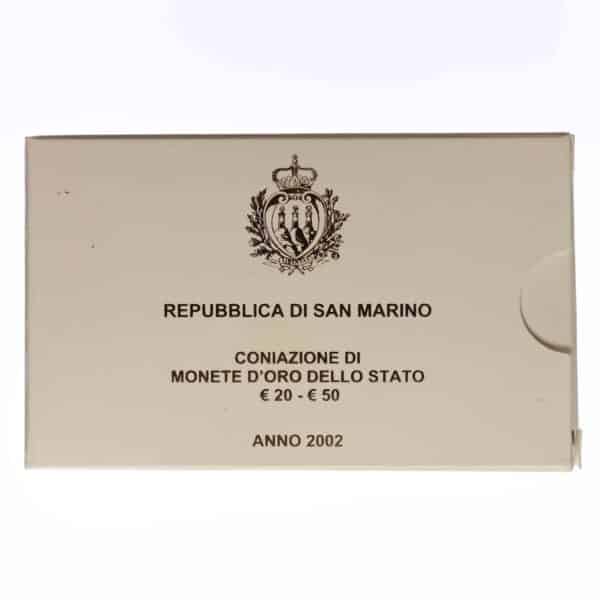 REPUBBLICA DI SAN MARINO
CONIAZIONE DI
MONETE D'ORO DELLO STATO
€ 20 - € 50
ANNO 2002